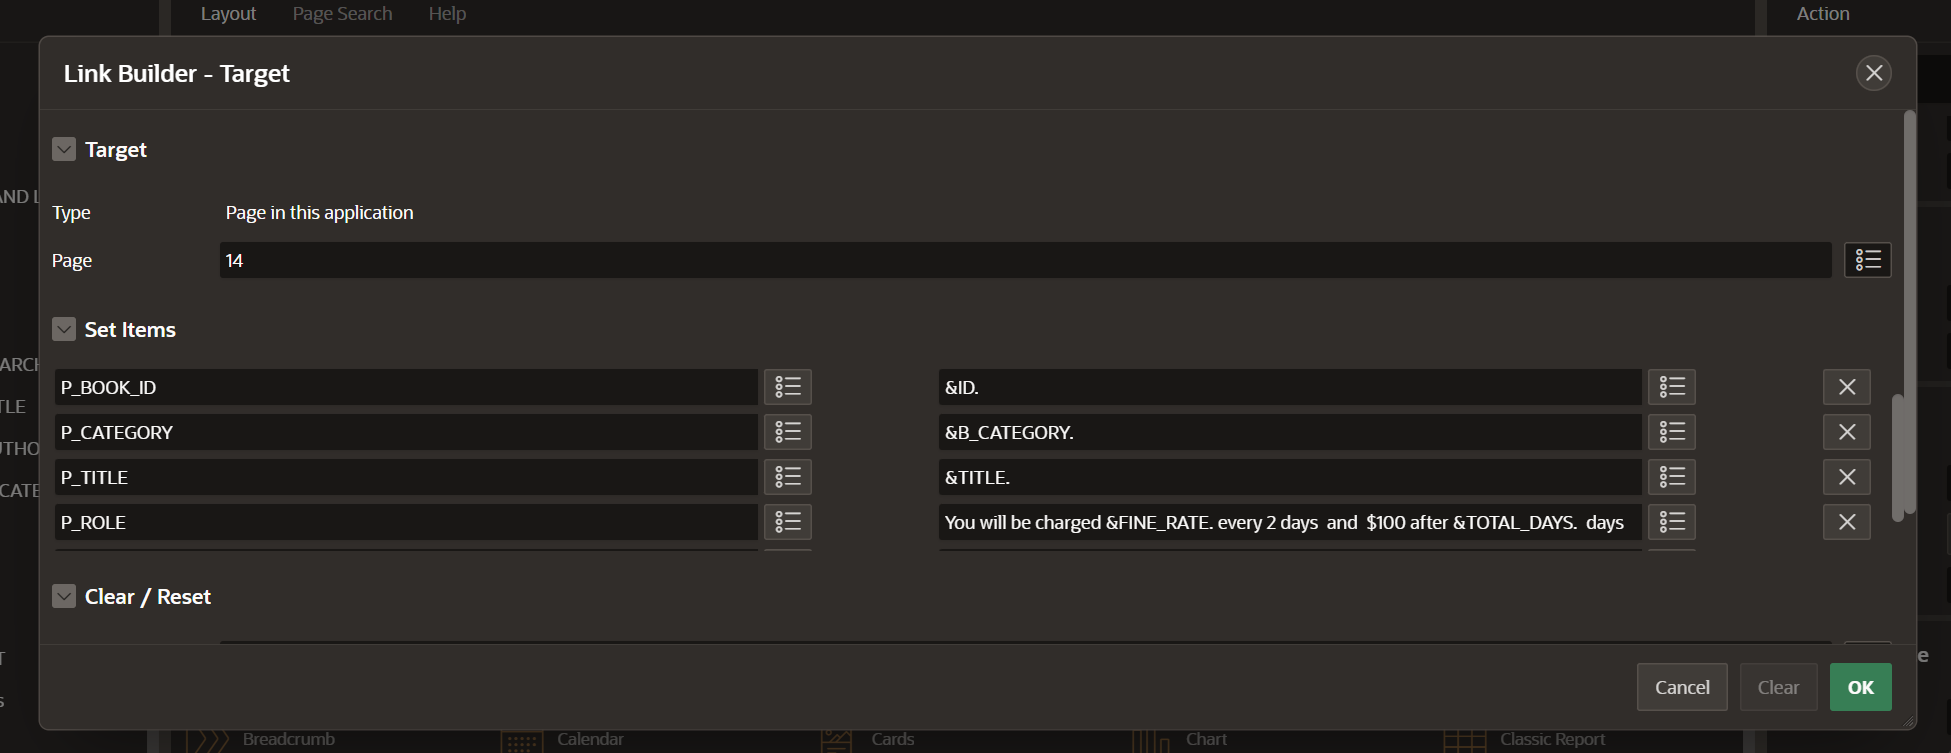 Layout Page Search Help Action
Link Builder - Target
Target
AND L
Type Page in this application
Page 14
Set Items
ARCH
P_BOOK_ID &ID.
TLE
P_CATEGORY &B_CATEGORY.
UTHO
P_TITLE &TITLE.
CATE
P_ROLE You will be charged &FINE_RATE. every 2 days  and  $100 after &TOTAL_DAYS.  days
Clear / Reset
T
e
Cancel Clear OK
s
Breadcrumb Calendar Cards Chart Classic Report